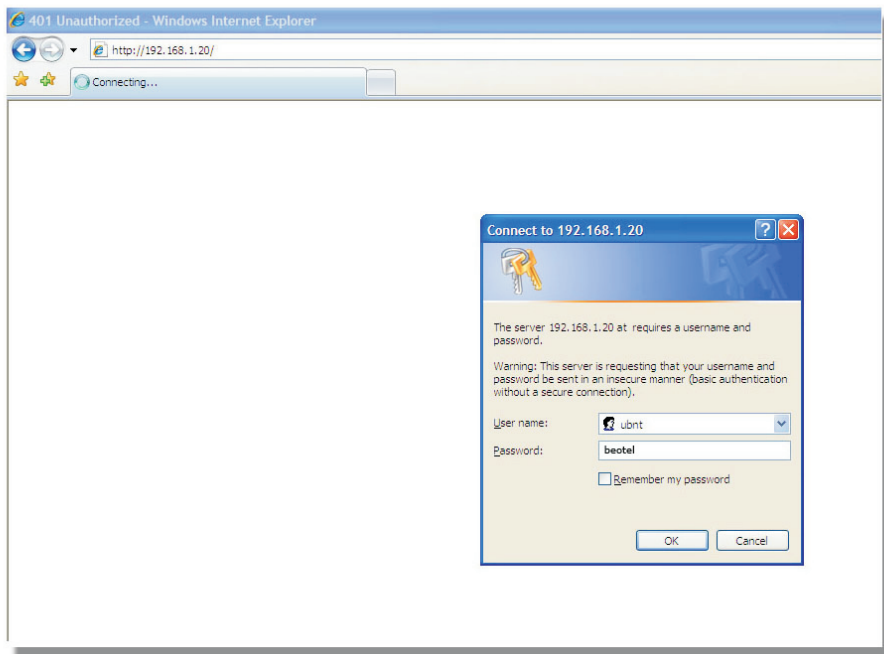 401 Unauthorized - Windows Internet Explorer
http://192.168.1.20/
Connecting...
Connect to 192.168.1.20
The server 192.168.1.20 at  requires a username and
password.
Warning: This server is requesting that your username and
password be sent in an insecure manner (basic authentication
without a secure connection).
User name:
ubnt
Password:
beotel
Remember my password
OK
Cancel